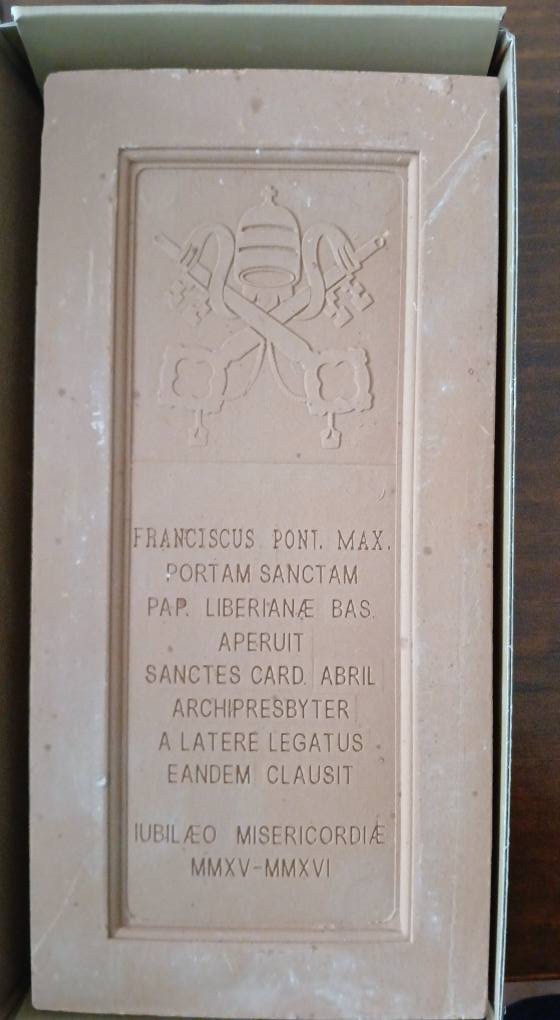 FRANCISCUS PONT. MAX.
PORTAM SANCTAM
PAP. LIBERIANÆ BAS.
APERUIT
SANCTES CARD. ABRIL
ARCHIPRESBYTER
A LATERE LEGATUS
EANDEM CLAUSIT
IUBILÆO MISERICORDIÆ
MMXV-MMXVI